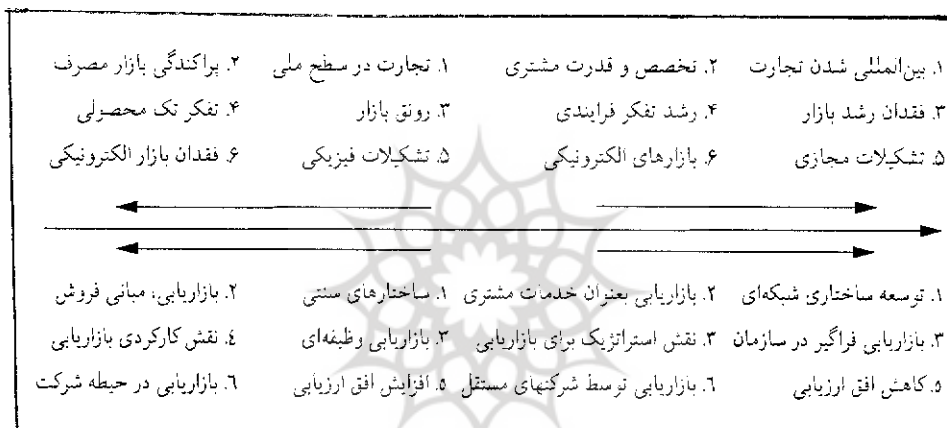 ۱. بین‌المللی شدن تجارت ۲. تخصص و قدرت مشتری ۱. تجارت در سطح ملی ۲. پراکندگی بازار مصرف
۳. فقدان رشد بازار ۴. رشد تفکر فرایندی ۳. رونق بازار ۴. تفکر تک محصولی
۵. تشکیلات مجازی ۶. بازارهای الکترونیکی ۵. تشکیلات فیزیکی ۶. فقدان بازار الکترونیکی
۱. توسعه ساختاری شبکه‌ای ۲. بازاریابی بعنوان خدمات مشتری ۱. ساختارهای سنتی ۲. بازاریابی، مبانی فروش
۳. بازاریابی فراگیر در سازمان ۳. نقش استراتژیک برای بازاریابی ۳. بازاریابی وظیفه‌ای ٤. نقش کارکردی بازاریابی
۵. کاهش افق ارزیابی ٦. بازاریابی توسط شرکتهای مستقل ۵. افزایش افق ارزیابی ٦. بازاریابی در حیطه شرکت